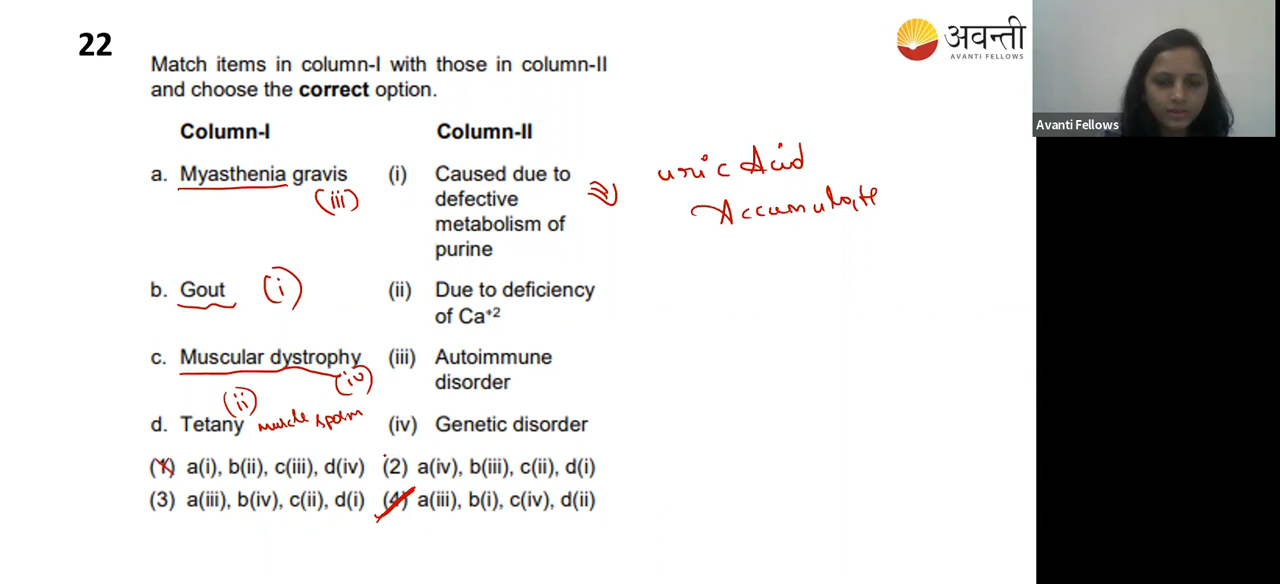 22
अवन्ती
AVANTI FELLOWS
Avanti Fellows
Match items in column-I with those in column-II
and choose the correct option.
Column-I Column-II
a. Myasthenia gravis (i) Caused due to
defective
metabolism of
purine
(iii)
uric Acid
Accumulate
b. Gout (i) (ii) Due to deficiency
of Ca+2
c. Muscular dystrophy (iii) Autoimmune
disorder
(iv)
(ii)
d. Tetany muscle spasm (iv) Genetic disorder
(1) a(i), b(ii), c(iii), d(iv) (2) a(iv), b(iii), c(ii), d(i)
(3) a(iii), b(iv), c(ii), d(i) (4) a(iii), b(i), c(iv), d(ii)